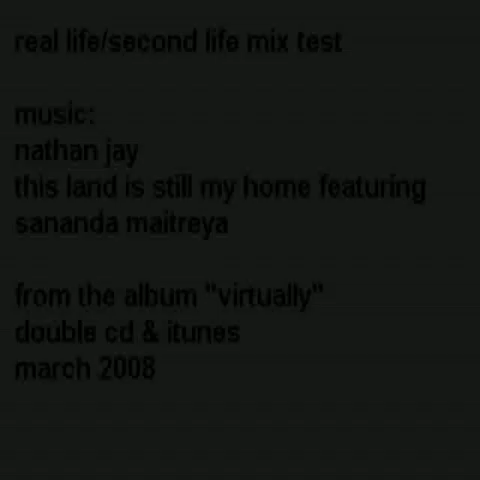 real life/second life mix test
music:
nathan jay
this land is still my home featuring
sananda maitreya
from the album "virtually"
double cd & itunes
march 2008